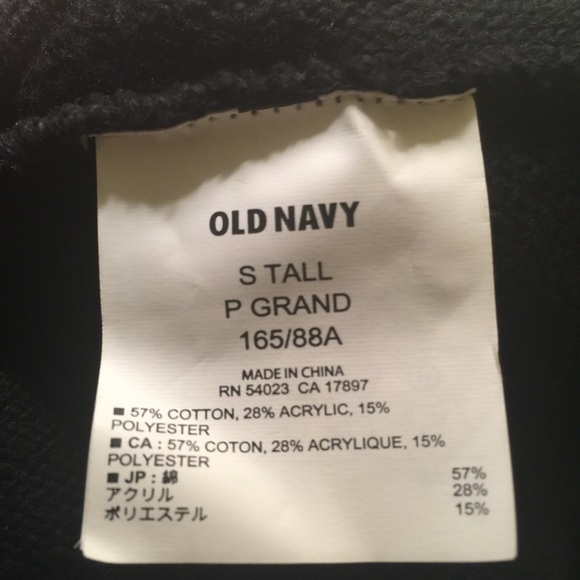 OLD NAVY
S TALL
P GRAND
165/88A
MADE IN CHINA
RN 54023 CA 17897
■ 57% COTTON, 28% ACRYLIC, 15%
POLYESTER
■ CA : 57% COTON, 28% ACRYLIQUE, 15%
POLYESTER
■ JP : 綿 57%
アクリル 28%
ポリエステル 15%